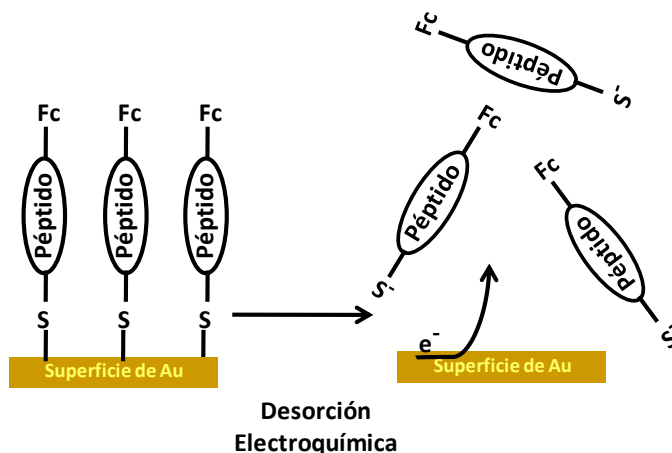 Fc
Péptido
S⁻
Fc Fc Fc
Fc
Fc
Péptido Péptido Péptido
Péptido
Péptido
S S S
S⁻
S⁻
e⁻
Superficie de Au
Superficie de Au
Desorción
Electroquímica